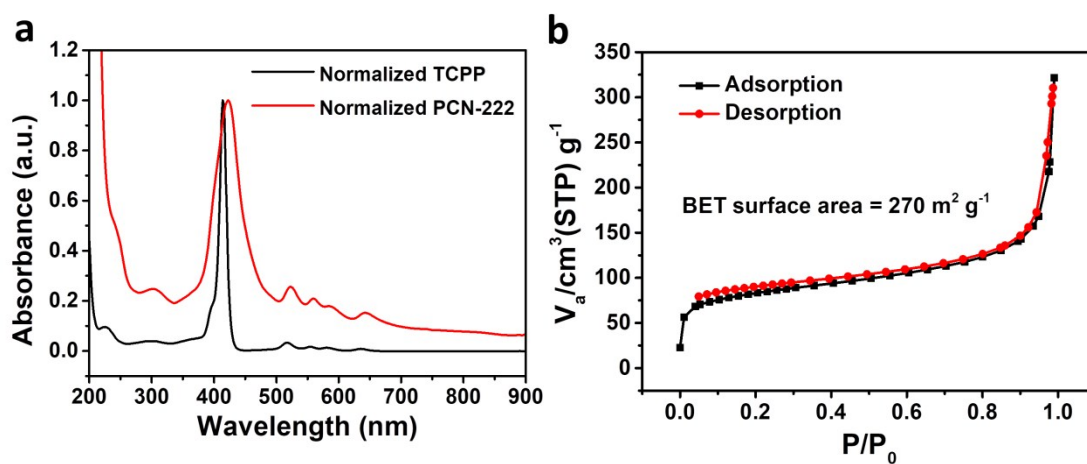 a
Absorbance (a.u.)
1.2
1.0
0.8
0.6
0.4
0.2
0.0
Normalized TCPP
Normalized PCN-222
200 300 400 500 600 700 800 900
Wavelength (nm)
b
Va/cm3(STP) g-1
350
300
250
200
150
100
50
0
Adsorption
Desorption
BET surface area = 270 m2 g-1
0.0 0.2 0.4 0.6 0.8 1.0
P/P0